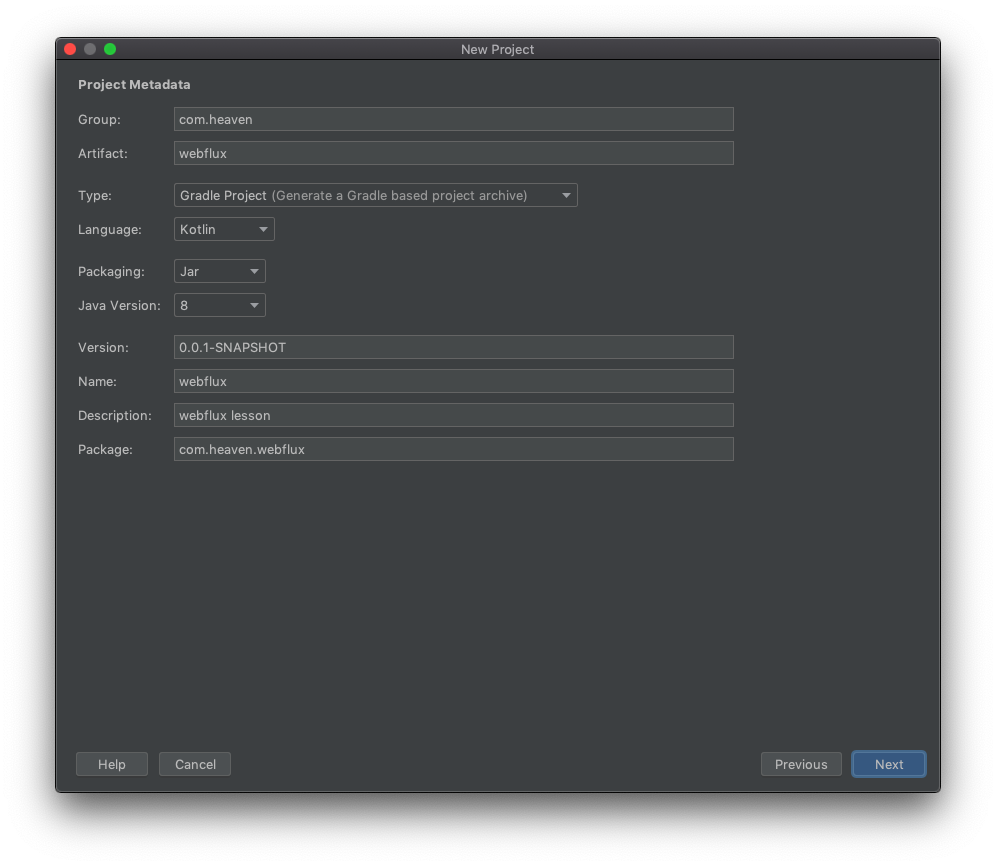 New Project
Project Metadata
Group: com.heaven
Artifact: webflux
Type: Gradle Project (Generate a Gradle based project archive)
Language: Kotlin
Packaging: Jar
Java Version: 8
Version: 0.0.1-SNAPSHOT
Name: webflux
Description: webflux lesson
Package: com.heaven.webflux
Help Cancel Previous Next